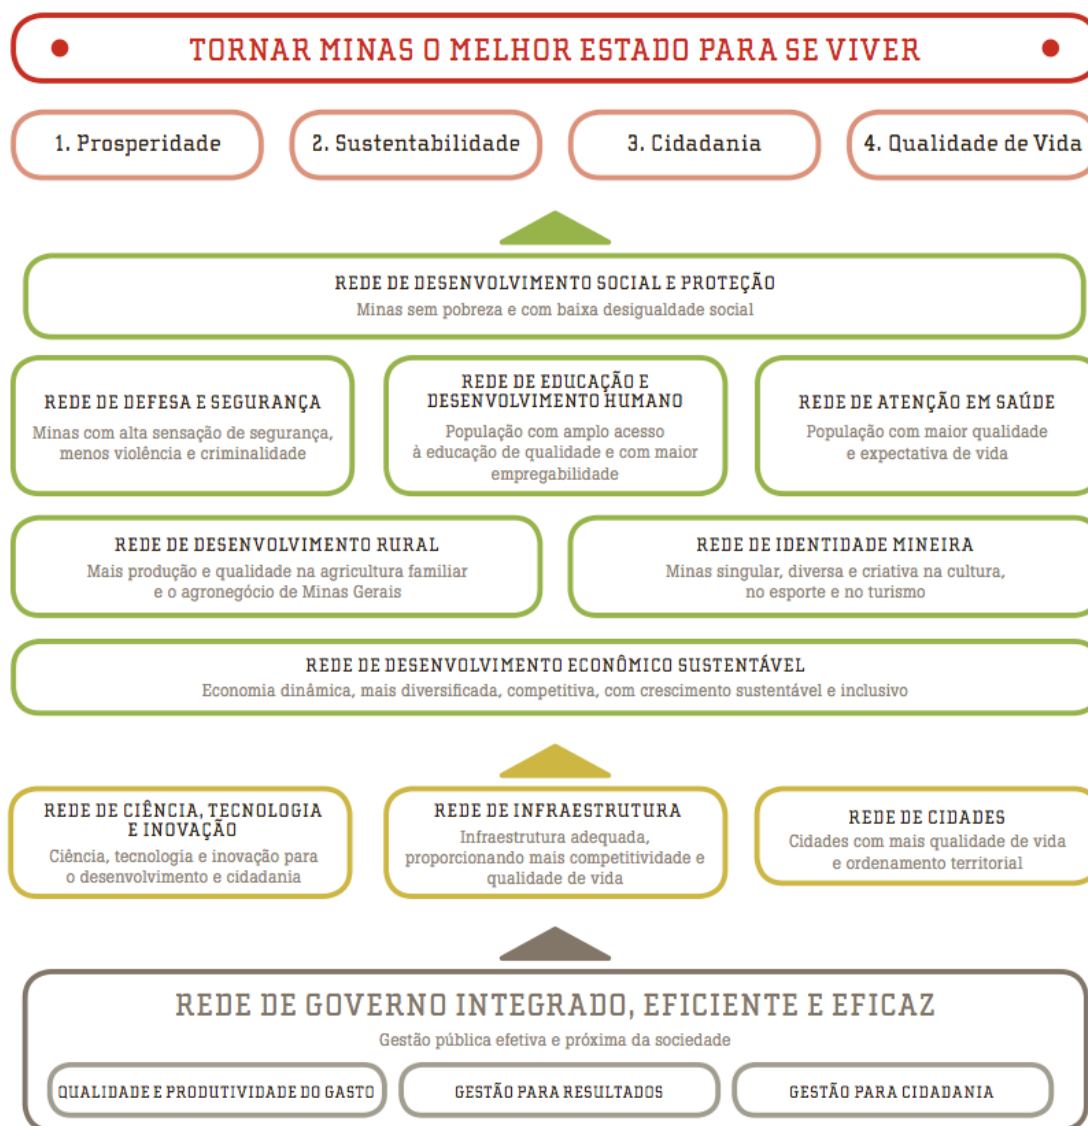 TORNAR MINAS O MELHOR ESTADO PARA SE VIVER
1. Prosperidade
2. Sustentabilidade
3. Cidadania
4. Qualidade de Vida
REDE DE DESENVOLVIMENTO SOCIAL E PROTEÇÃO
Minas sem pobreza e com baixa desigualdade social
REDE DE DEFESA E SEGURANÇA
Minas com alta sensação de segurança,
menos violência e criminalidade
REDE DE EDUCAÇÃO E
DESENVOLVIMENTO HUMANO
População com amplo acesso
à educação de qualidade e com maior
empregabilidade
REDE DE ATENÇÃO EM SAÚDE
População com maior qualidade
e expectativa de vida
REDE DE DESENVOLVIMENTO RURAL
Mais produção e qualidade na agricultura familiar
e o agronegócio de Minas Gerais
REDE DE IDENTIDADE MINEIRA
Minas singular, diversa e criativa na cultura,
no esporte e no turismo
REDE DE DESENVOLVIMENTO ECONÔMICO SUSTENTÁVEL
Economia dinâmica, mais diversificada, competitiva, com crescimento sustentável e inclusivo
REDE DE CIÊNCIA, TECNOLOGIA
E INOVAÇÃO
Ciência, tecnologia e inovação para
o desenvolvimento e cidadania
REDE DE INFRAESTRUTURA
Infraestrutura adequada,
proporcionando mais competitividade e
qualidade de vida
REDE DE CIDADES
Cidades com mais qualidade de vida
e ordenamento territorial
REDE DE GOVERNO INTEGRADO, EFICIENTE E EFICAZ
Gestão pública efetiva e próxima da sociedade
QUALIDADE E PRODUTIVIDADE DO GASTO
GESTÃO PARA RESULTADOS
GESTÃO PARA CIDADANIA